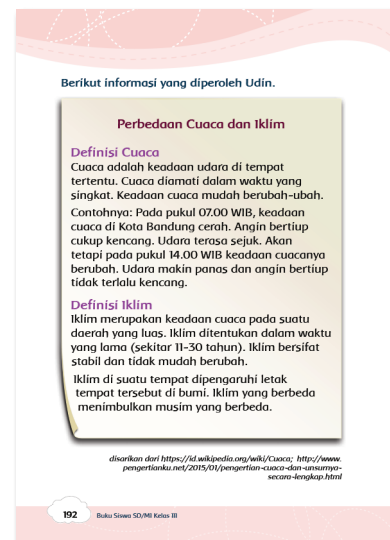 Berikut informasi yang diperoleh Udin.
Perbedaan Cuaca dan Iklim
Definisi Cuaca
Cuaca adalah keadaan udara di tempat
tertentu. Cuaca diamati dalam waktu yang
singkat. Keadaan cuaca mudah berubah-ubah.
Contohnya: Pada pukul 07.00 WIB, keadaan
cuaca di Kota Bandung cerah. Angin bertiup
cukup kencang. Udara terasa sejuk. Akan
tetapi pada pukul 14.00 WIB keadaan cuacanya
berubah. Udara makin panas dan angin bertiup
tidak terlalu kencang.
Definisi Iklim
Iklim merupakan keadaan cuaca pada suatu
daerah yang luas. Iklim ditentukan dalam waktu
yang lama (sekitar 11-30 tahun). Iklim bersifat
stabil dan tidak mudah berubah.
Iklim di suatu tempat dipengaruhi letak
tempat tersebut di bumi. Iklim yang berbeda
menimbulkan musim yang berbeda.
disarikan dari https://id.wikipedia.org/wiki/Cuaca; http://www.
pengertianku.net/2015/01/pengertian-cuaca-dan-unsurnya-
secara-lengkap.html
192 Buku Siswa SD/MI Kelas III